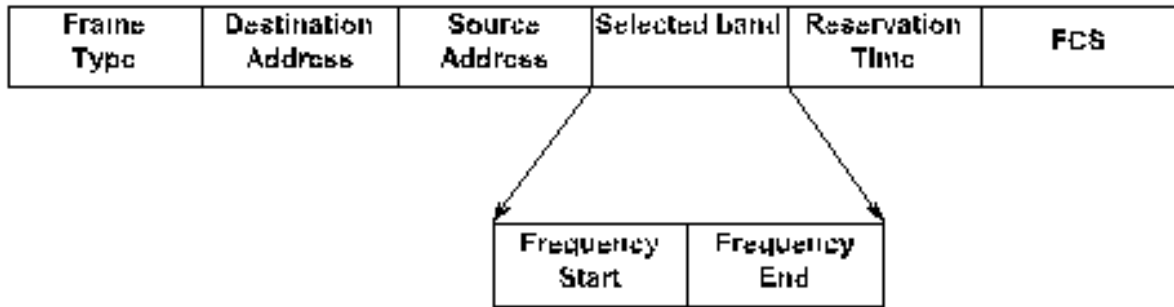 Frame Type
Destination Address
Source Address
Selected band
Reservation Time
FCS
Frequency Start
Frequency End